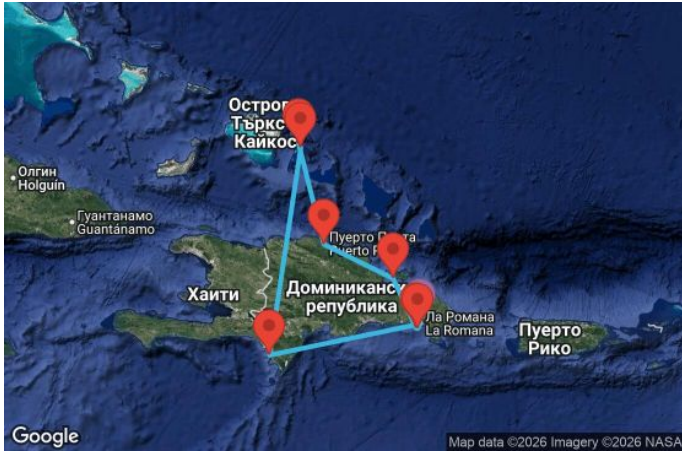 Остров
Търкс
Кайкос
Олгин
Holguín
Гуантанамо
Guantánamo
Пуерто
Puerto
Хаити
Доминиканск
република
Ла Романа
La Romana
Пуерто
Рико
Google
Map data ©2026 Imagery ©2026 NASA